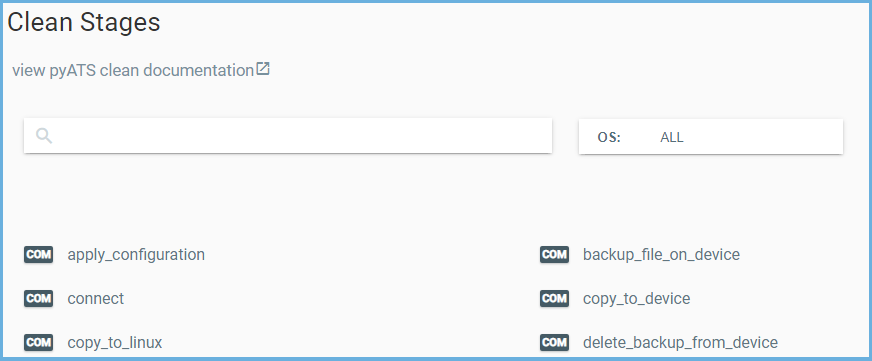 Clean Stages
view pyATS clean documentation
OS: ALL
COM apply_configuration
COM backup_file_on_device
COM connect
COM copy_to_device
COM copy_to_linux
COM delete_backup_from_device